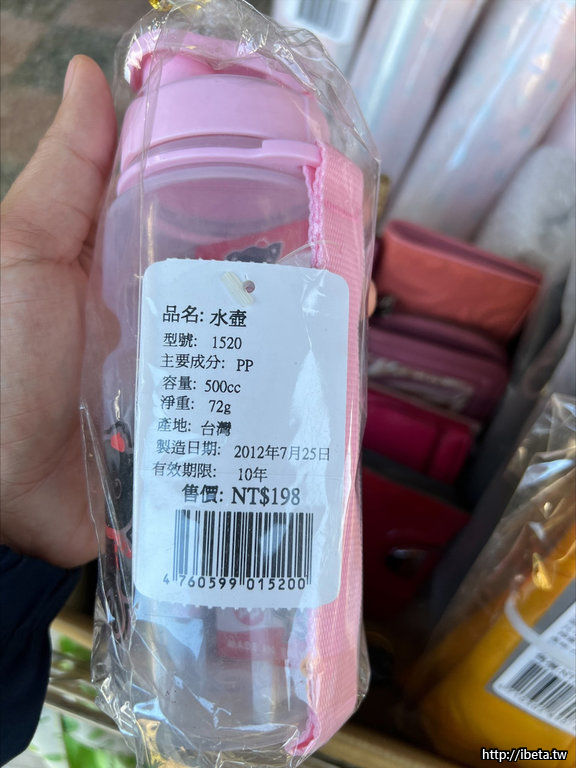 品名: 水壺
型號: 1520
主要成分: PP
容量: 500cc
淨重: 72g
產地: 台灣
製造日期: 2012年7月25日
有效期限: 10年
售價: NT$198
4 760599 015200
http://ibeta.tw